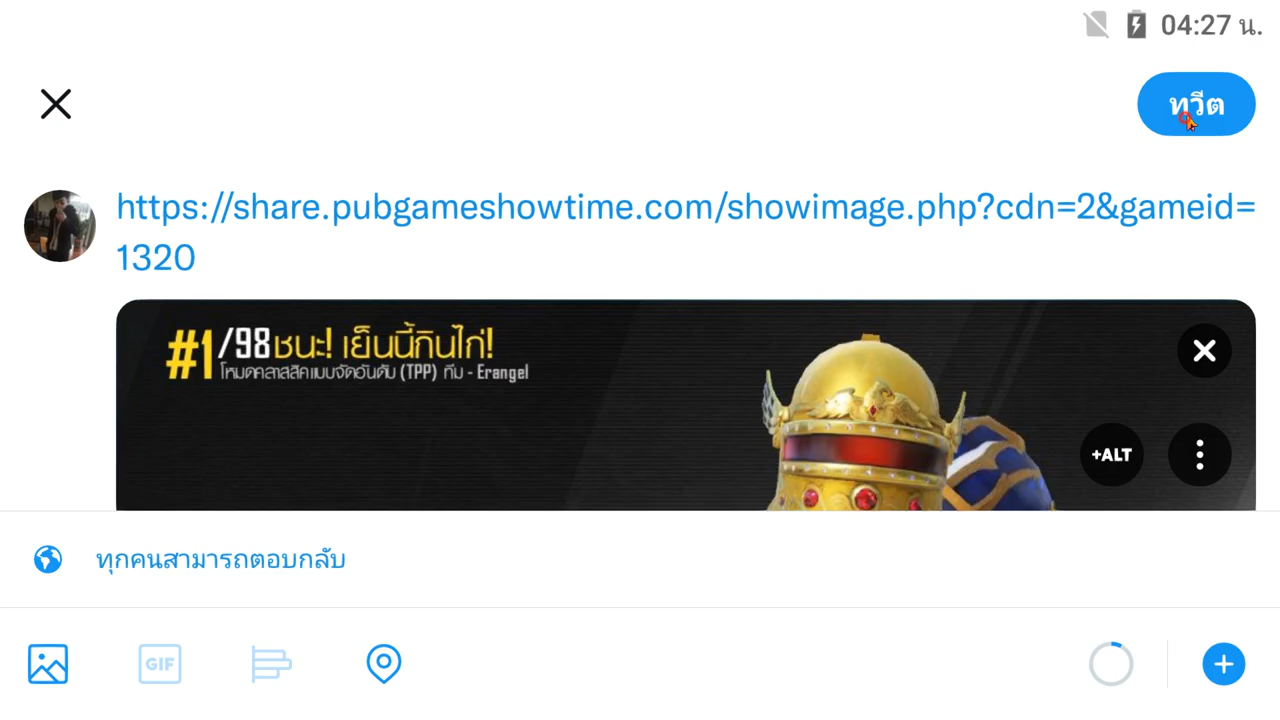 04:27 น.
ทวีต
https://share.pubgameshowtime.com/showimage.php?cdn=2&gameid=
1320
#1/98 ชนะ! เย็นนี้กินไก่!
โหมดคลาสสิคแบบจัดอันดับ (TPP) ทีม - Erangel
+ALT
ทุกคนสามารถตอบกลับ
GIF